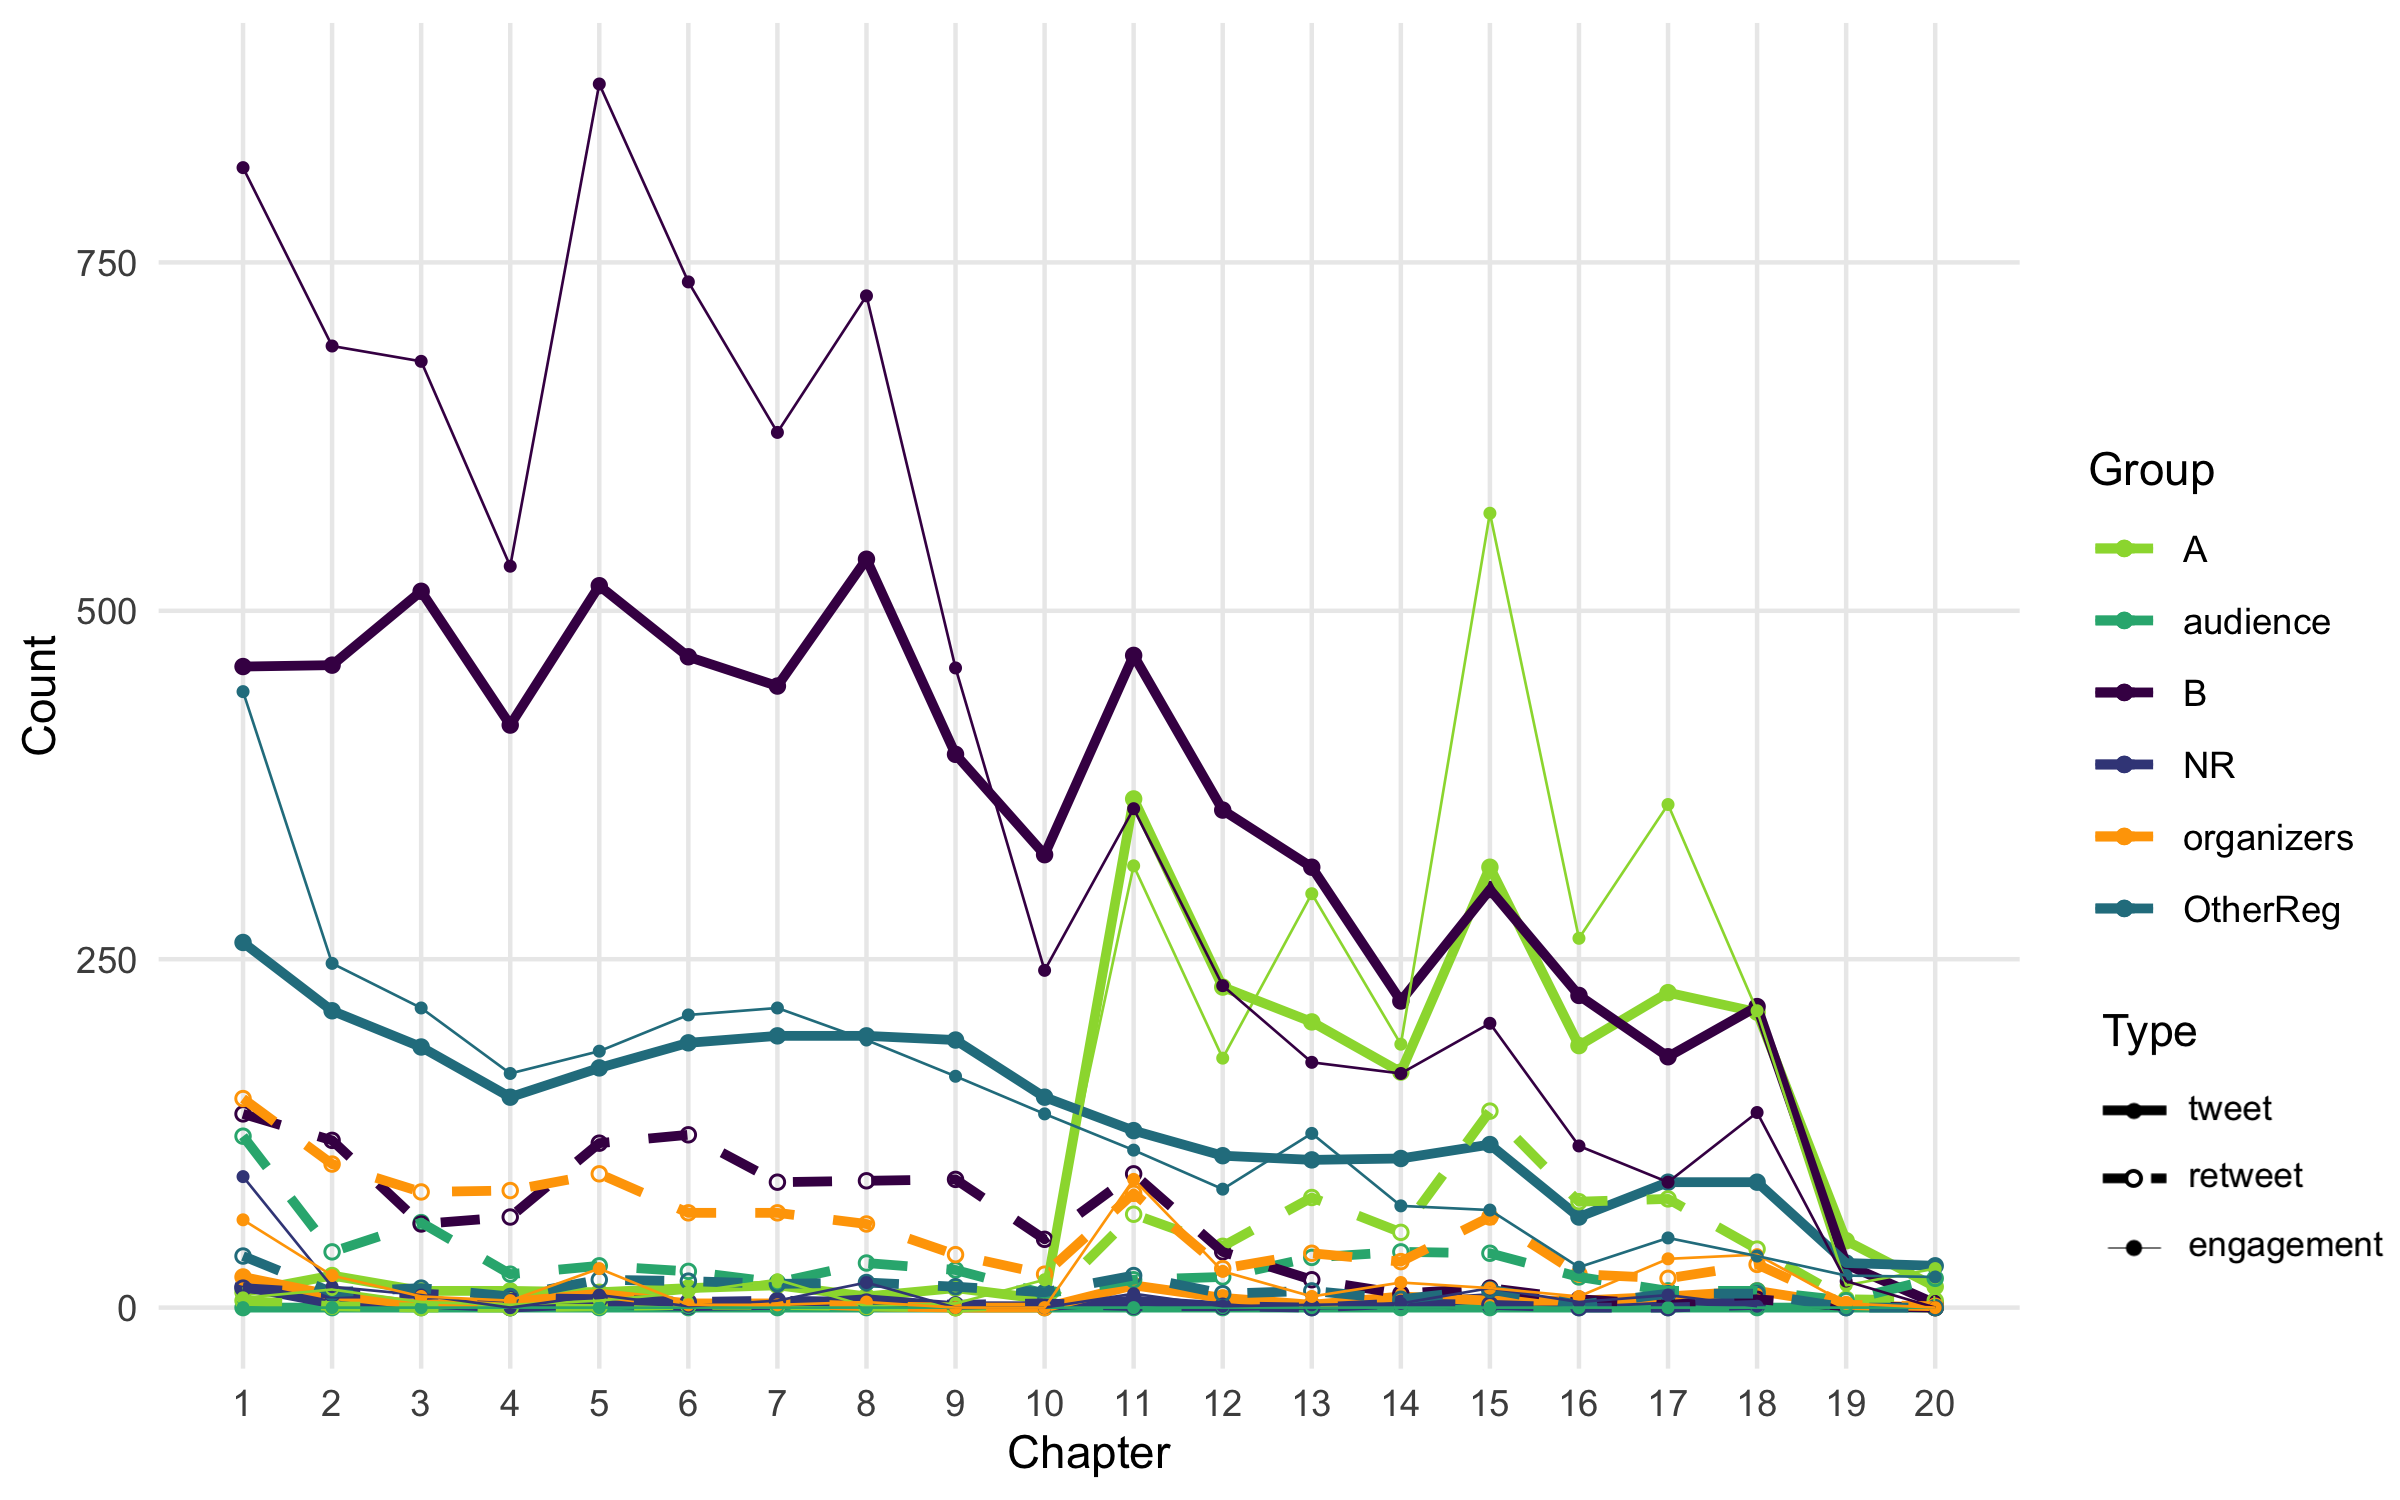 750
500
250
0
Count
1 2 3 4 5 6 7 8 9 10 11 12 13 14 15 16 17 18 19 20
Chapter
Group
A
audience
B
NR
organizers
OtherReg
Type
tweet
retweet
engagement